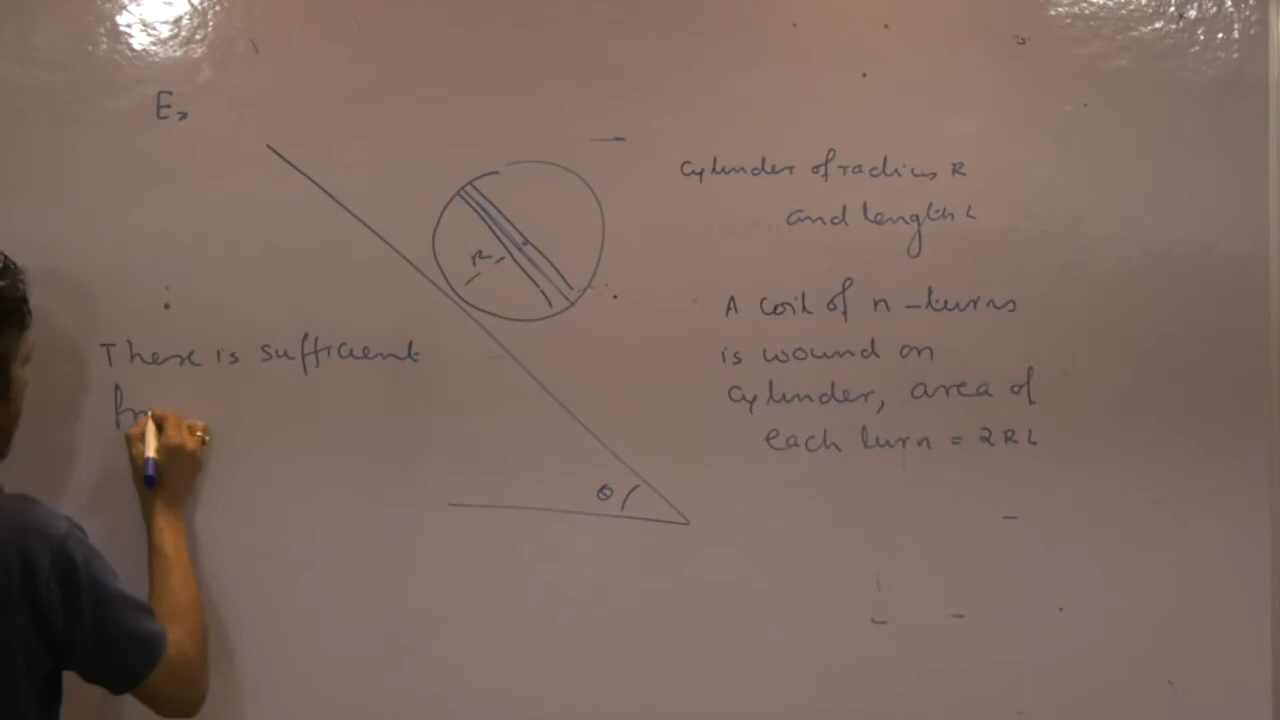 Ex
There is sufficient
R
θ
Cylinder of radius R
and length L
A coil of n-turns
is wound on
cylinder, area of
each turn = 2RL